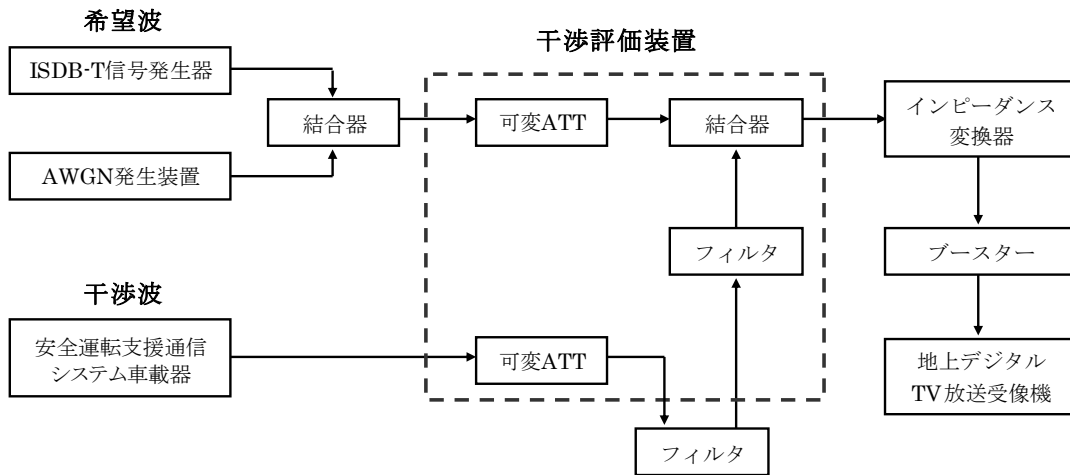 希望波
ISDB-T信号発生器
AWGN発生装置
結合器
干渉評価装置
可変ATT
結合器
インピーダンス
変換器
フィルタ
ブースター
干渉波
安全運転支援通信
システム車載器
可変ATT
フィルタ
地上デジタル
TV放送受像機